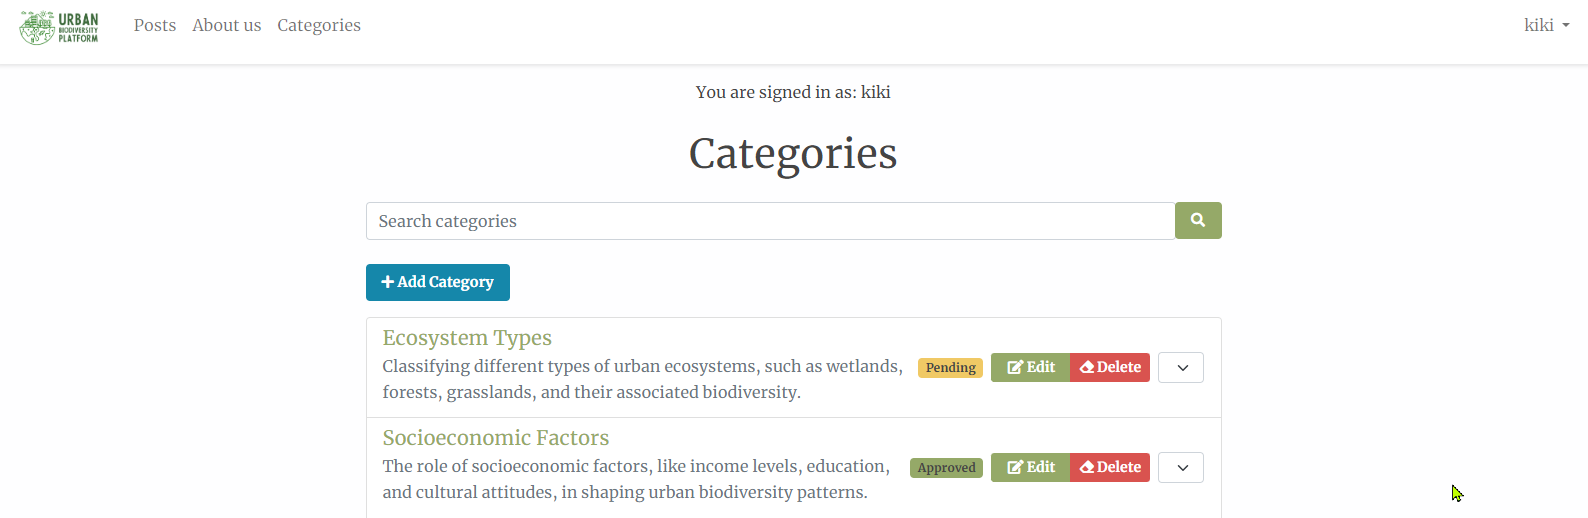 URBAN
BIODIVERSITY
PLATFORM
Posts About us Categories
kiki
You are signed in as: kiki
Categories
Search categories
Add Category
Ecosystem Types
Classifying different types of urban ecosystems, such as wetlands,
forests, grasslands, and their associated biodiversity.
Pending Edit Delete
Socioeconomic Factors
The role of socioeconomic factors, like income levels, education,
and cultural attitudes, in shaping urban biodiversity patterns.
Approved Edit Delete